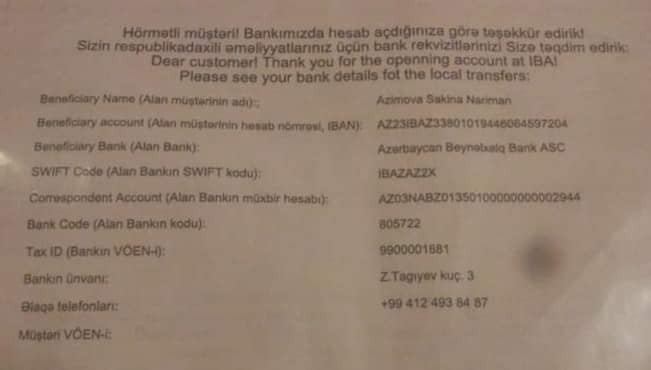 Hörmətli müştəri! Bankımızda hesab açdığınıza görə təşəkkür edirik!
Sizin respublikadaxili əməliyyatlarınız üçün bank rekvizitlərinizi Sizə təqdim edirik:
Dear customer! Thank you for the openning account at IBA!
Please see your bank details fot the local transfers:
Beneficiary Name (Alan müştərinin adı):; Azimova Sakina Nariman
Beneficiary account (Alan müştərinin hesab nömrəsi, IBAN): AZ23IBAZ33801019446064597204
Beneficiary Bank (Alan Bank): Azərbaycan Beynəlxalq Bank ASC
SWIFT Code (Alan Bankın SWIFT kodu): IBAZAZ2X
Correspondent Account (Alan Bankın müxbir hesabı): AZ03NABZ01350100000000002944
Bank Code (Alan Bankın kodu): 805722
Tax ID (Bankın VÖEN-i): 9900001881
Bankın ünvanı: Z.Tagıyev kuç. 3
Əlaqə telefonları: +99 412 493 84 87
Müştəri VÖEN-i: